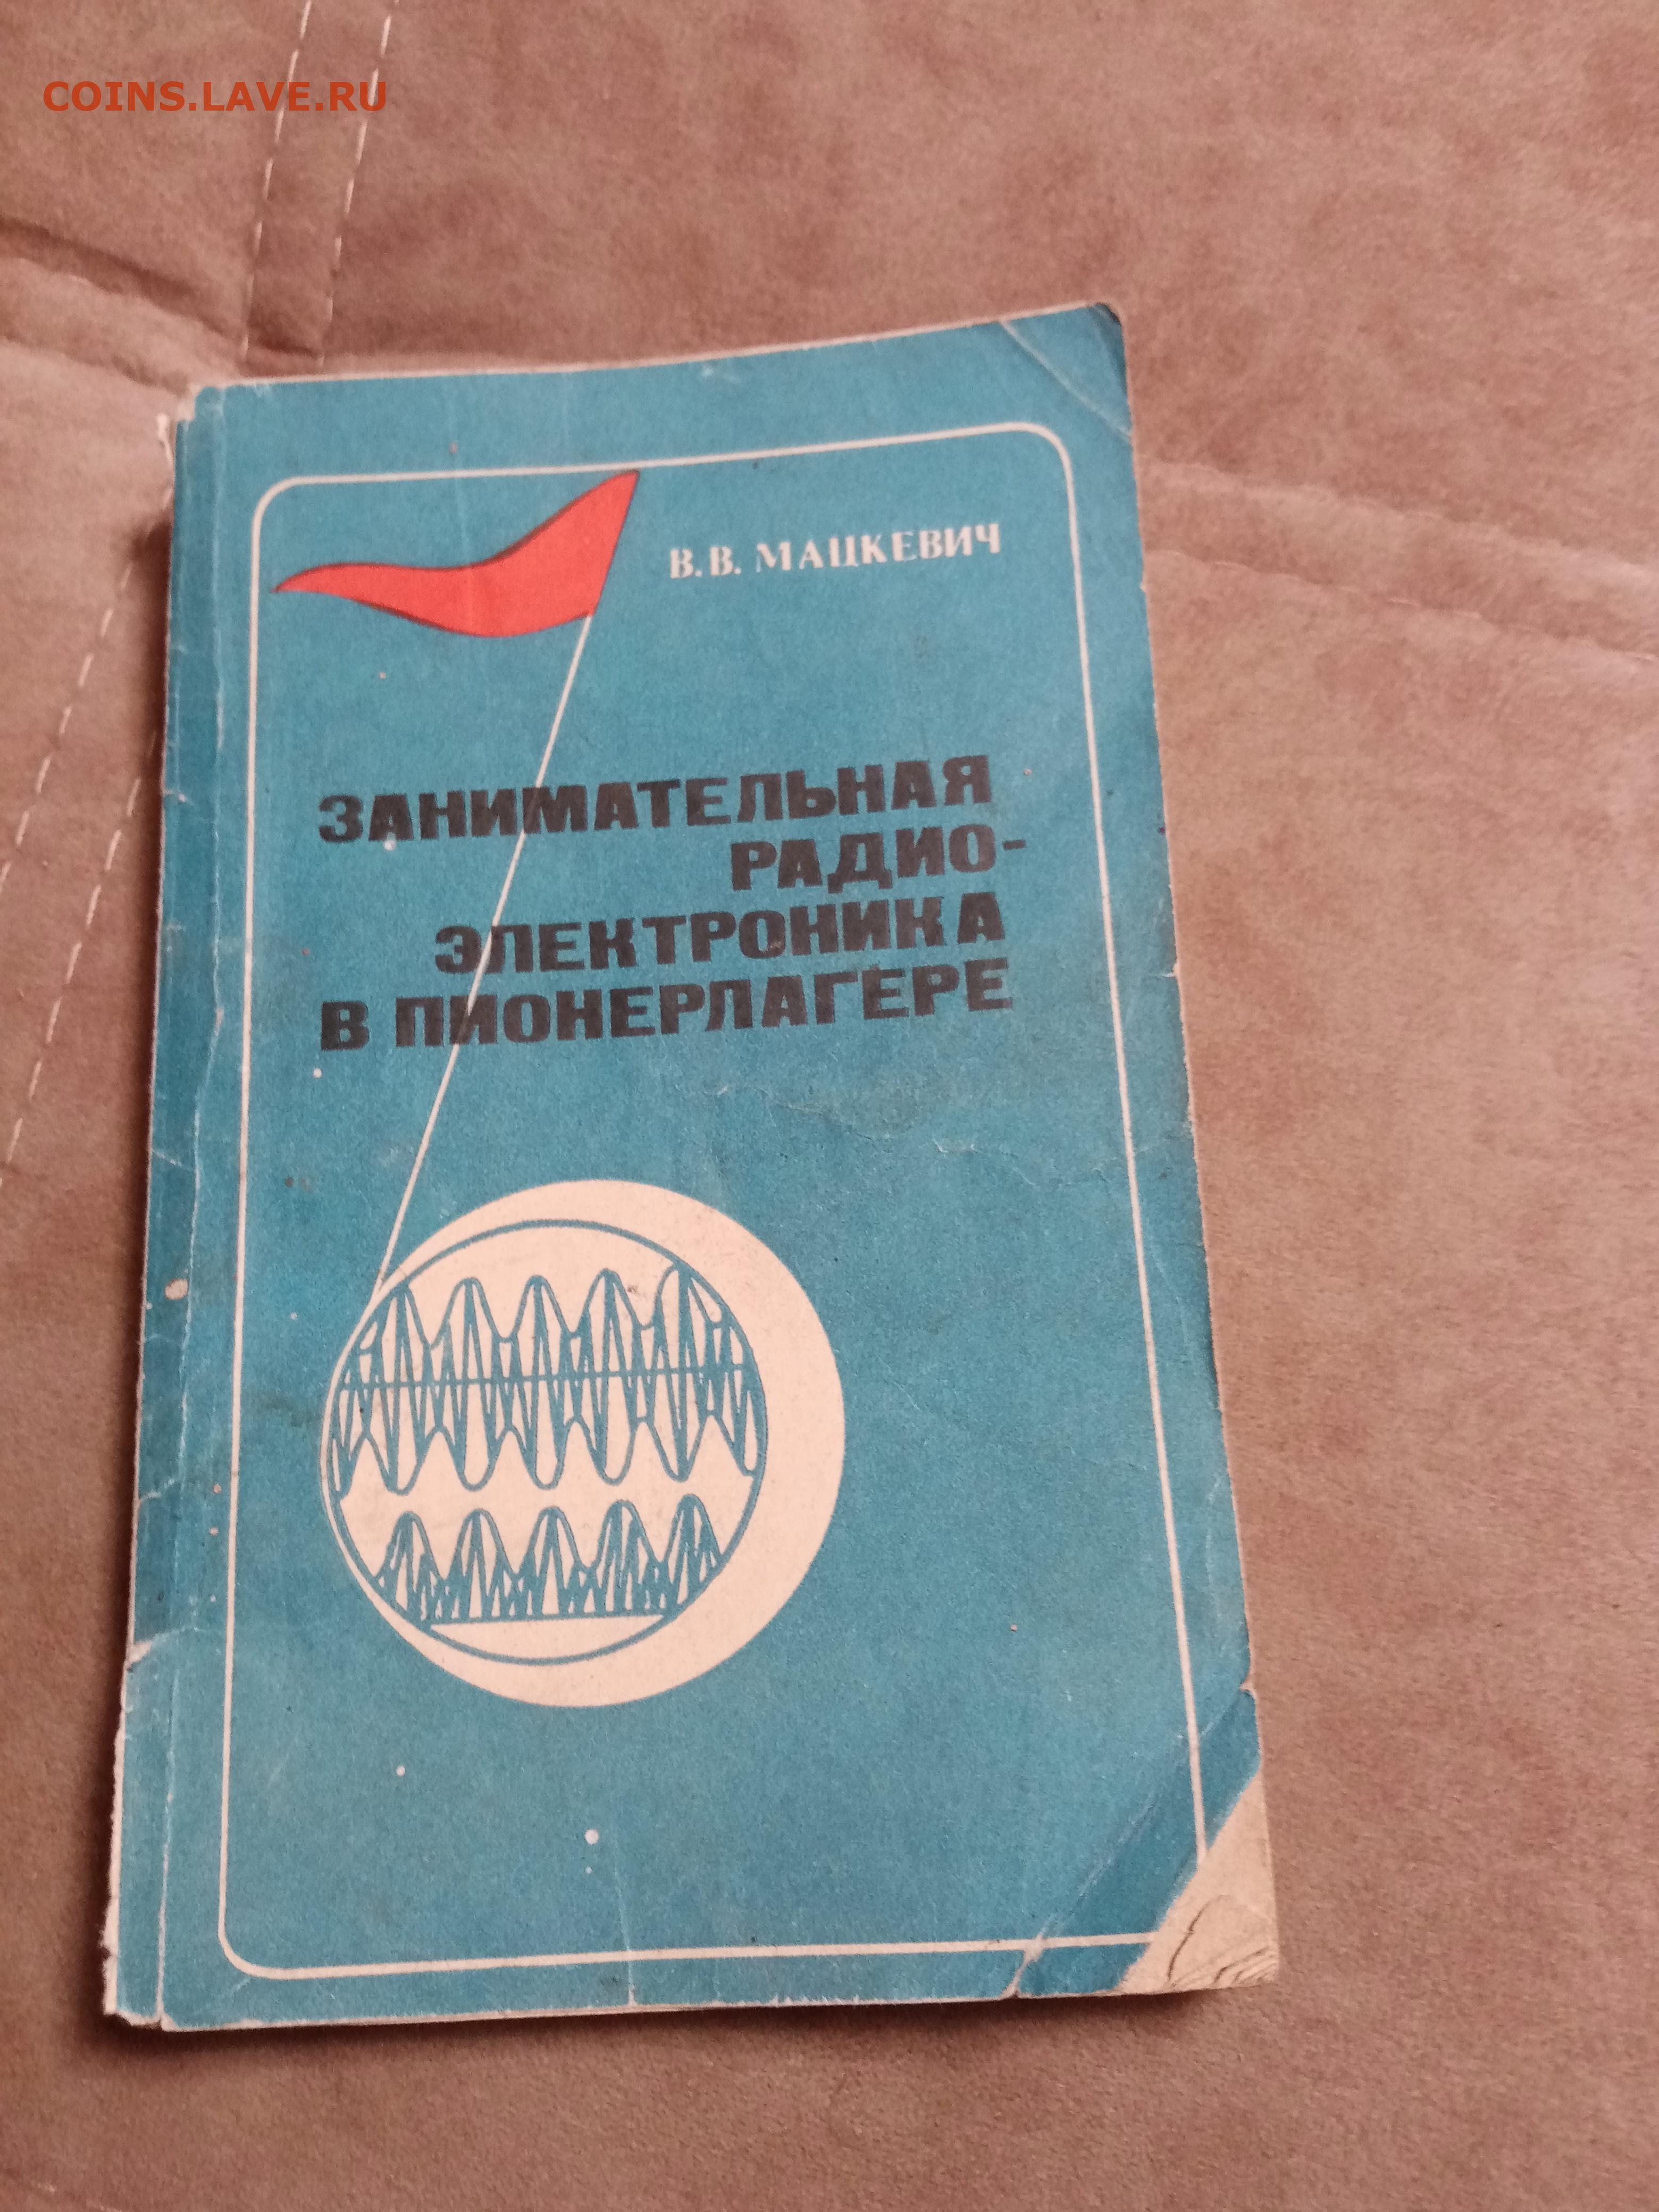 COINS.LAVE.RU
В. В. МАЦКЕВИЧ
ЗАНИМАТЕЛЬНАЯ
РАДИО-
ЭЛЕКТРОНИКА
В ПИОНЕРЛАГЕРЕ